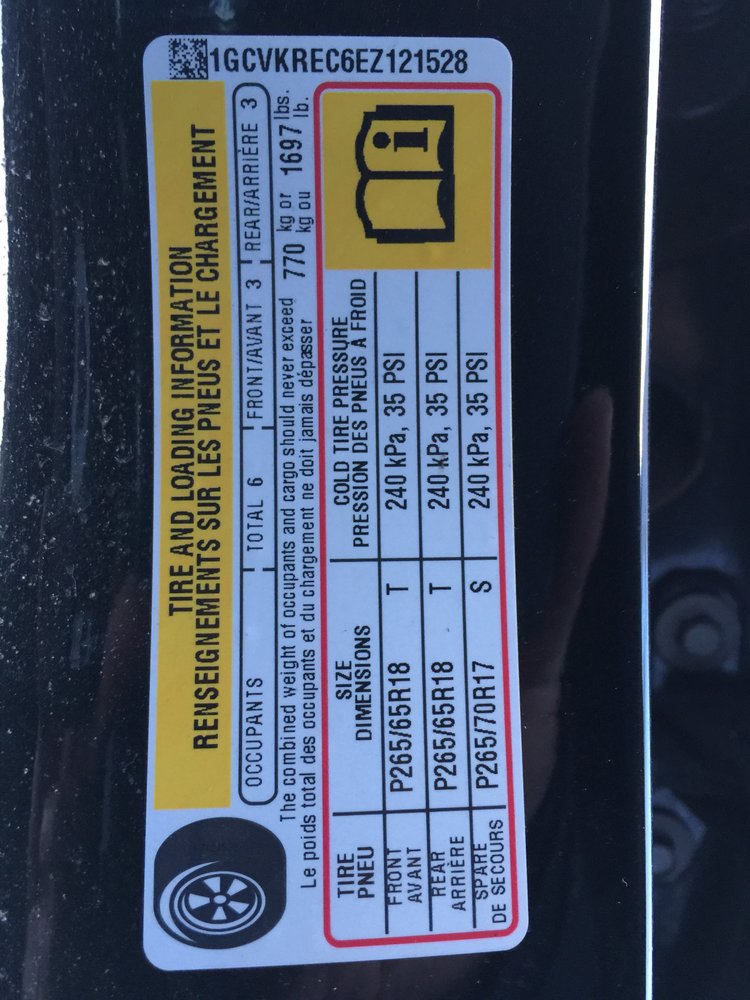 1GCVKREC6EZ121528
TIRE AND LOADING INFORMATION
RENSEIGNEMENTS SUR LES PNEUS ET LE CHARGEMENT
OCCUPANTS TOTAL 6 FRONT/AVANT 3 REAR/ARRIÈRE 3
The combined weight of occupants and cargo should never exceed 770 kg or 1697 lbs.
Le poids total des occupants et du chargement ne doit jamais dépasser kg ou lb.
TIRE SIZE COLD TIRE PRESSURE
PNEU DIMENSIONS PRESSION DES PNEUS À FROID
FRONT
AVANT P265/65R18 T 240 kPa, 35 PSI
REAR
ARRIÈRE P265/65R18 T 240 kPa, 35 PSI
SPARE
DE SECOURS P265/70R17 S 240 kPa, 35 PSI
i